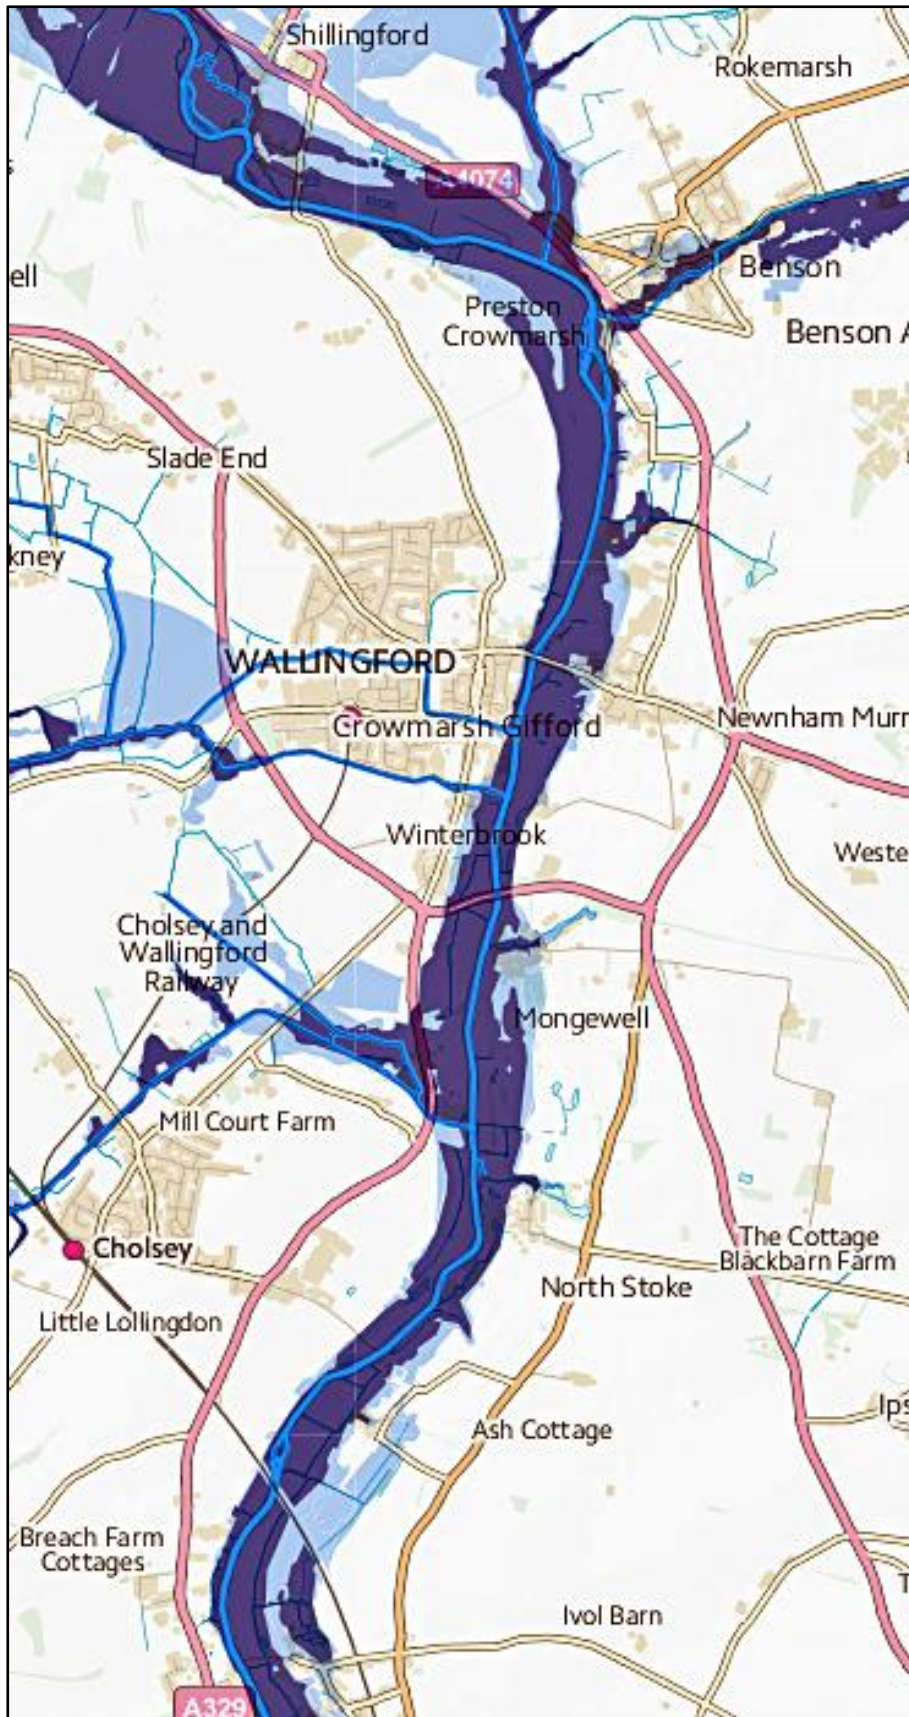 Shillingford
Rokemarsh
A4074
ell
Benson
Preston
Crowmarsh
Benson A
Slade End
kney
WALLINGFORD
Crowmarsh Gifford
Newnham Murr
Winterbrook
Weste
Cholsey and
Wallingford
Railway
Mongewell
Mill Court Farm
Cholsey
The Cottage
Blackbarn Farm
North Stoke
Little Lollingdon
Ips
Ash Cottage
Breach Farm
Cottages
T
Ivol Barn
A329